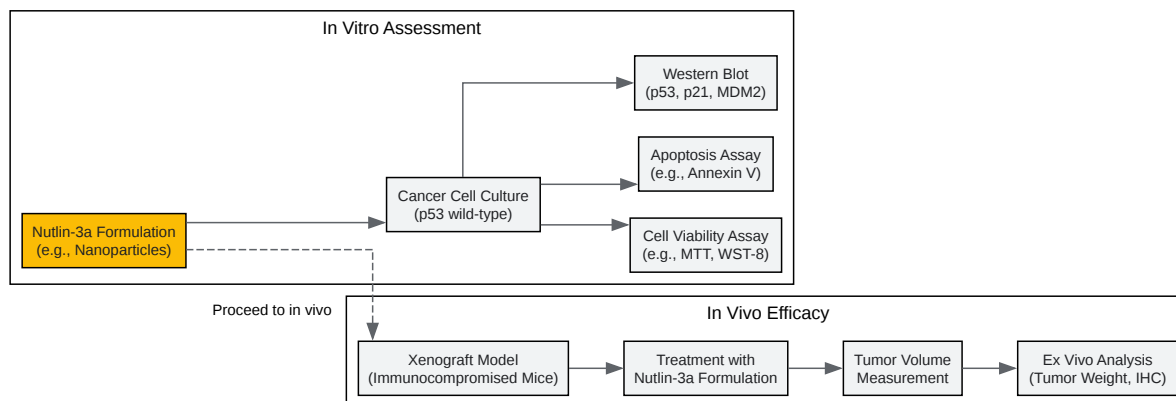 In Vitro Assessment
Western Blot
(p53, p21, MDM2)
Apoptosis Assay
(e.g., Annexin V)
Cancer Cell Culture
(p53 wild-type)
Nutlin-3a Formulation
(e.g., Nanoparticles)
Cell Viability Assay
(e.g., MTT, WST-8)
Proceed to in vivo
In Vivo Efficacy
Xenograft Model
(Immunocompromised Mice)
Treatment with
Nutlin-3a Formulation
Tumor Volume
Measurement
Ex Vivo Analysis
(Tumor Weight, IHC)